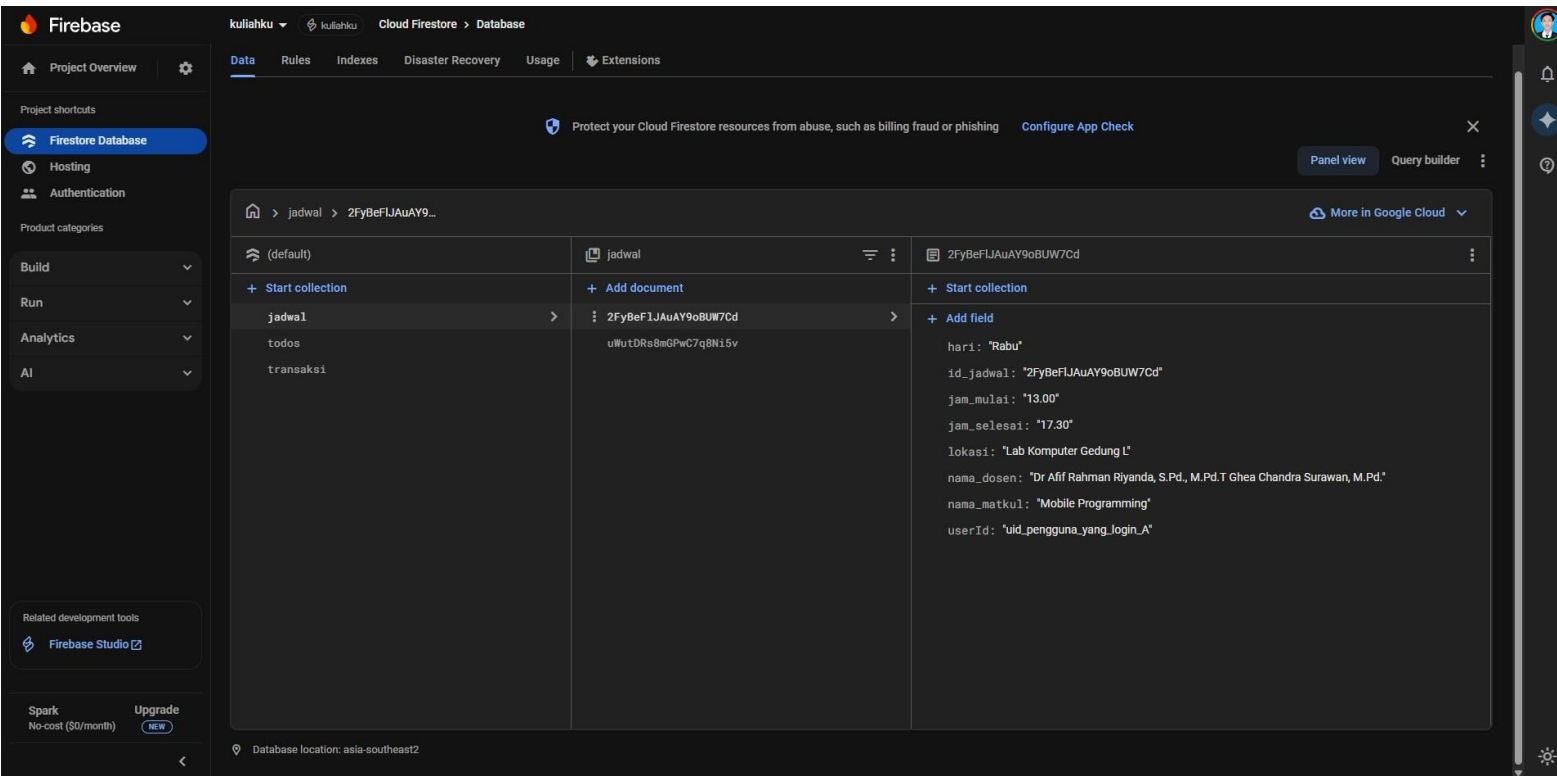 Firebase
kuliahku kuliahku Cloud Firestore > Database
Project Overview
Data Rules Indexes Disaster Recovery Usage Extensions
Project shortcuts
Firestore Database
Hosting
Authentication
Product categories
Build
Run
Analytics
AI
Related development tools
Firebase Studio
Spark
No-cost ($0/month)
Upgrade
NEW
Protect your Cloud Firestore resources from abuse, such as billing fraud or phishing Configure App Check
Panel view Query builder
> jadwal > 2FyBeFlJAuAY9…
More in Google Cloud
(default)
+ Start collection
jadwal
todos
transaksi
jadwal
+ Add document
2FyBeFlJAuAY9oBUW7Cd
uWutDRs8mGPwC7q8Ni5v
2FyBeFlJAuAY9oBUW7Cd
+ Start collection
+ Add field
hari: "Rabu"
id_jadwal: "2FyBeFlJAuAY9oBUW7Cd"
jam_mulai: "13.00"
jam_selesai: "17.30"
lokasi: "Lab Komputer Gedung L"
nama_dosen: "Dr Afif Rahman Riyanda, S.Pd., M.Pd.T Ghea Chandra Surawan, M.Pd."
nama_matkul: "Mobile Programming"
userId: "uid_pengguna_yang_login_A"
Database location: asia-southeast2